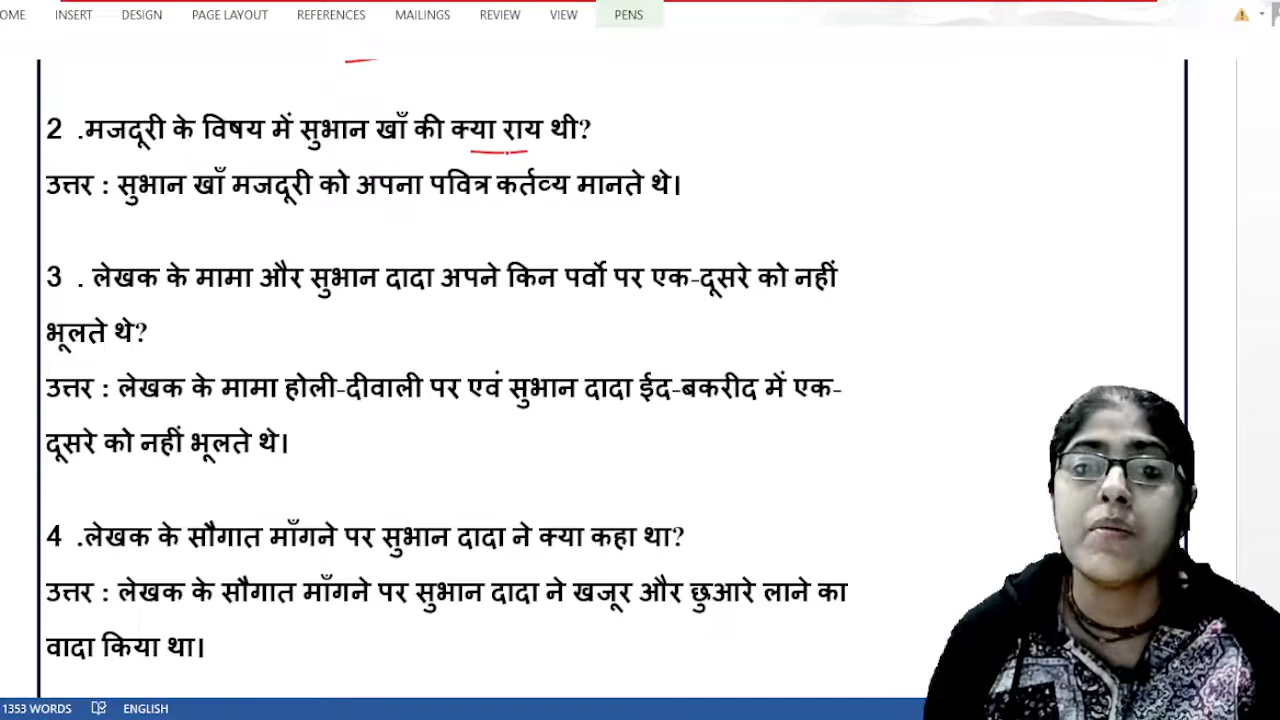 OME INSERT DESIGN PAGE LAYOUT REFERENCES MAILINGS REVIEW VIEW PENS
2 .मजदूरी के विषय में सुभान खाँ की क्या राय थी?
उत्तर : सुभान खाँ मजदूरी को अपना पवित्र कर्तव्य मानते थे।
3 . लेखक के मामा और सुभान दादा अपने किन पर्वो पर एक-दूसरे को नहीं
भूलते थे?
उत्तर : लेखक के मामा होली-दीवाली पर एवं सुभान दादा ईद-बकरीद में एक-
दूसरे को नहीं भूलते थे।
4 .लेखक के सौगात माँगने पर सुभान दादा ने क्या कहा था?
उत्तर : लेखक के सौगात माँगने पर सुभान दादा ने खजूर और छुआरे लाने का
वादा किया था।
1353 WORDS ENGLISH